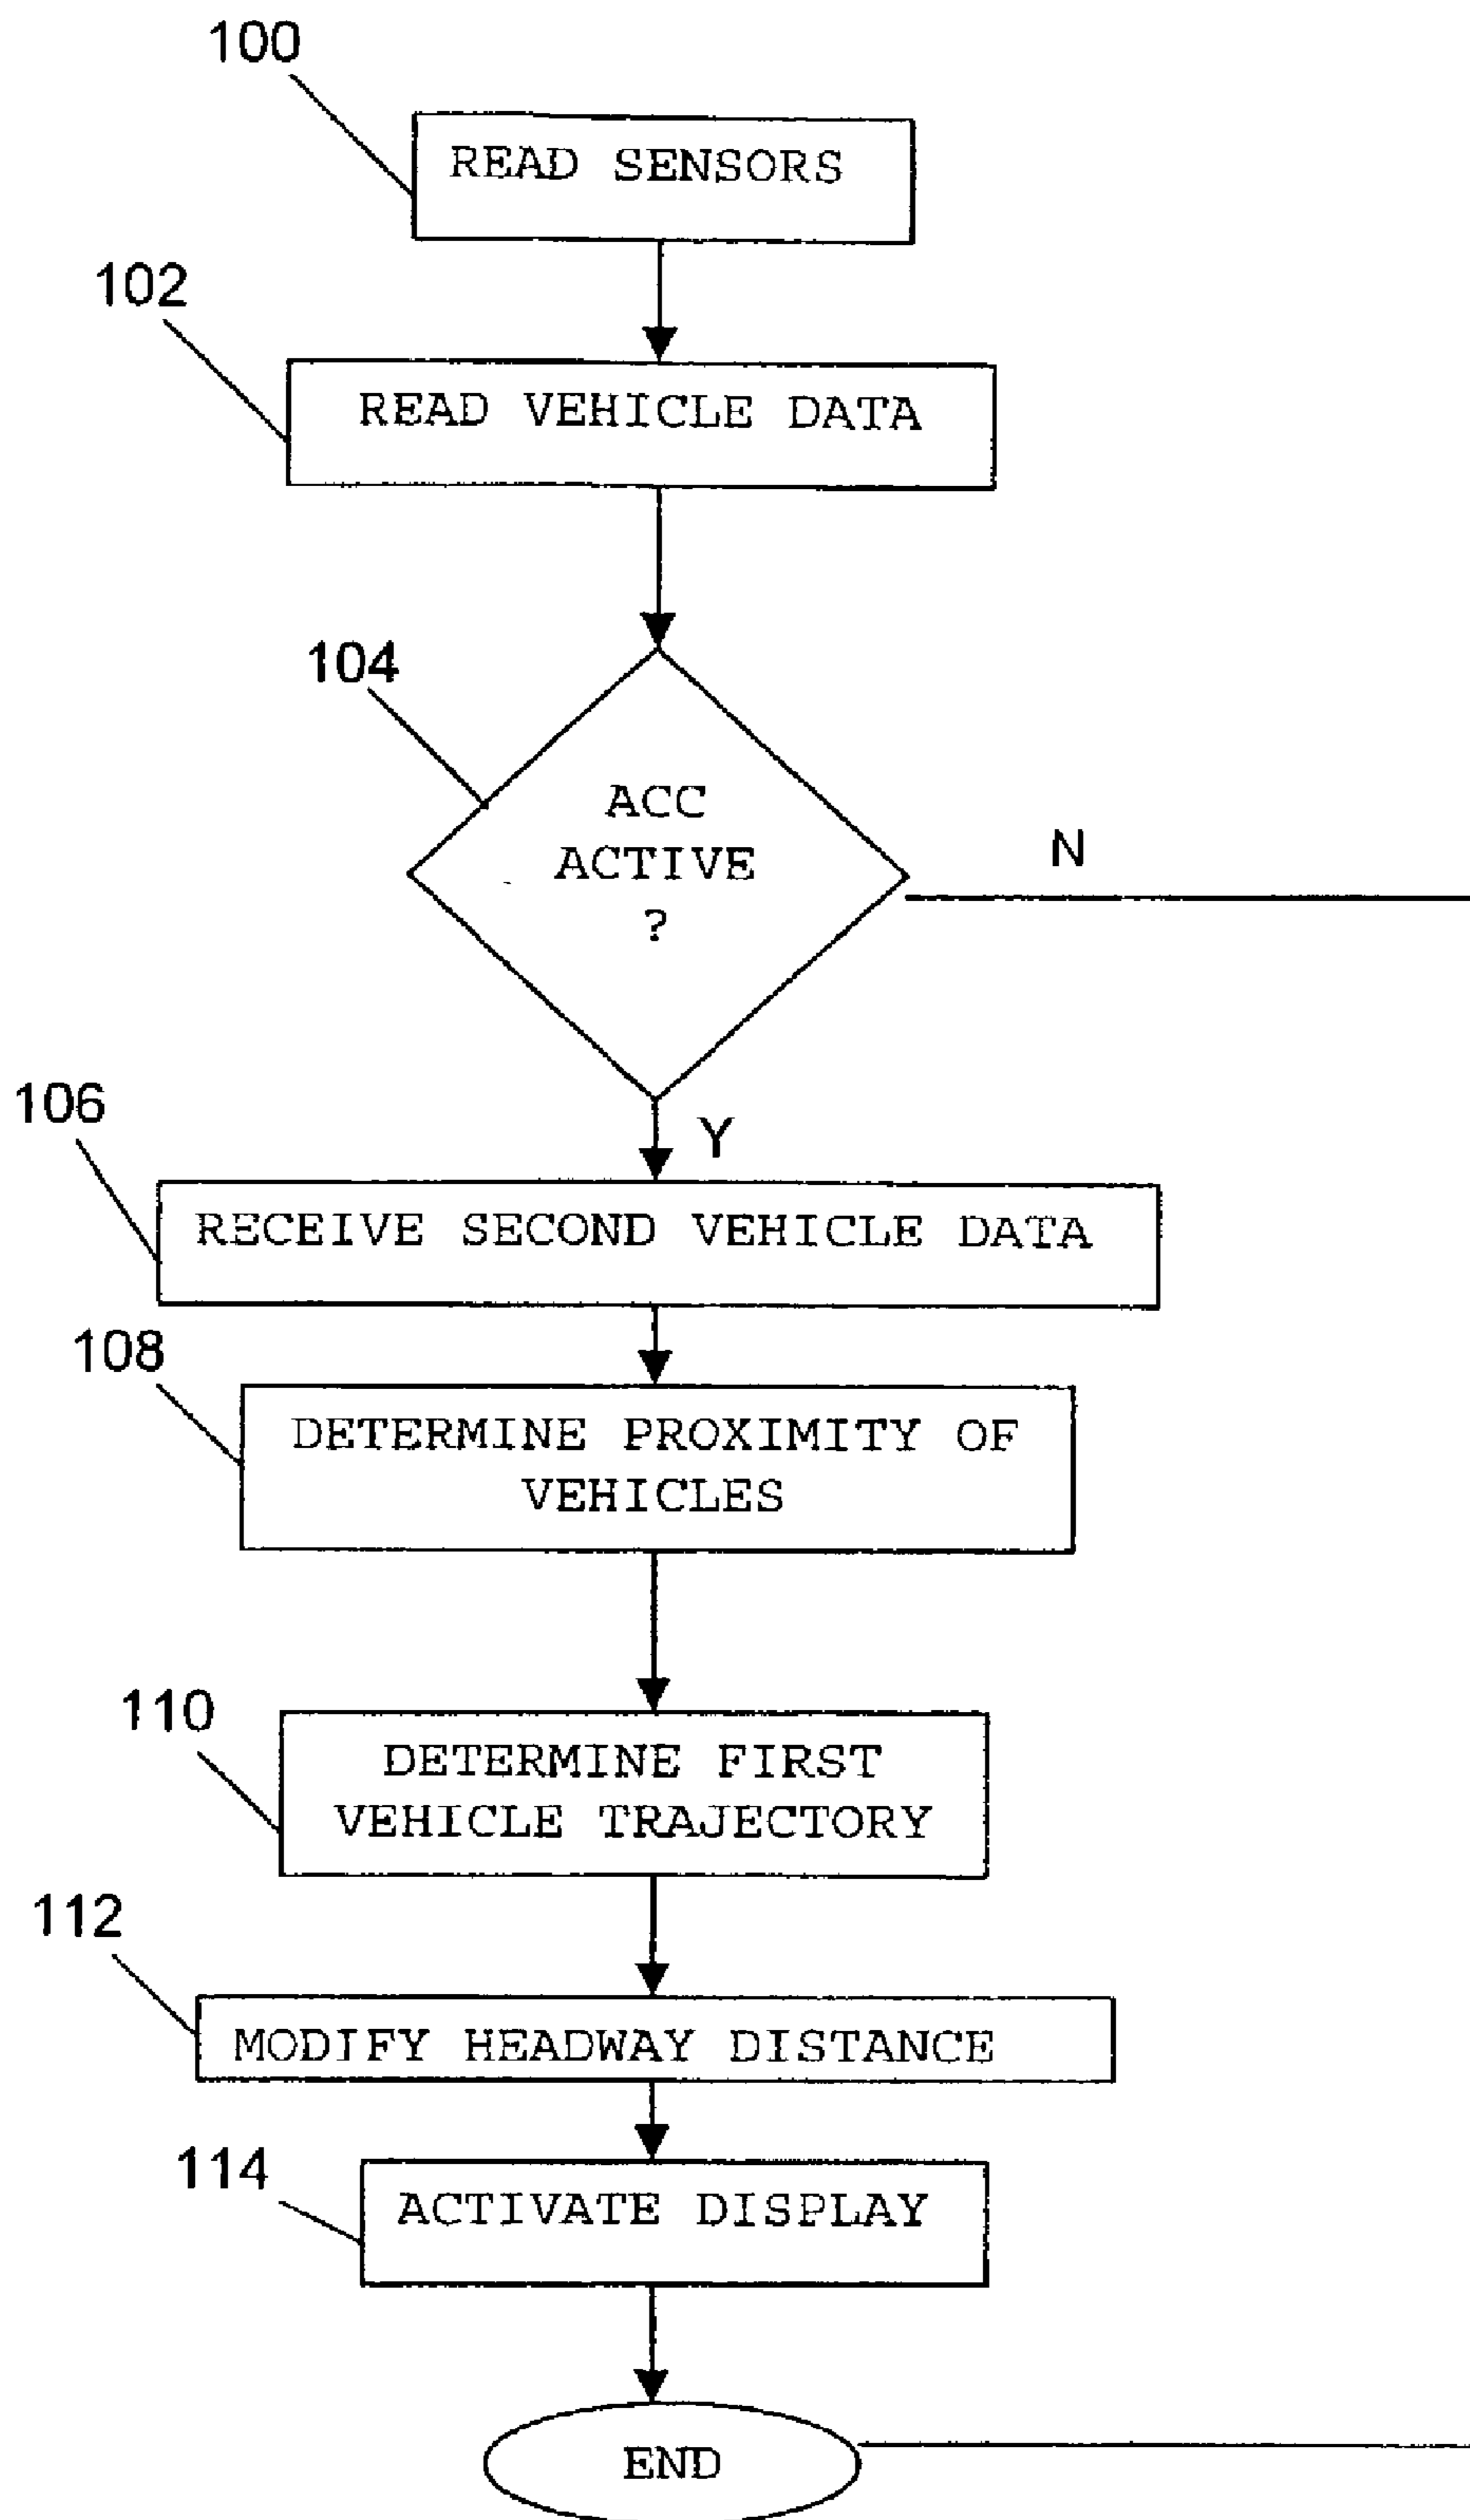 100
READ SENSORS
102
READ VEHICLE DATA
104
ACC
ACTIVE
?
N
Y
106
RECEIVE SECOND VEHICLE DATA
108
DETERMINE PROXIMITY OF
VEHICLES
110
DETERMINE FIRST
VEHICLE TRAJECTORY
112
MODIFY HEADWAY DISTANCE
114
ACTIVATE DISPLAY
END